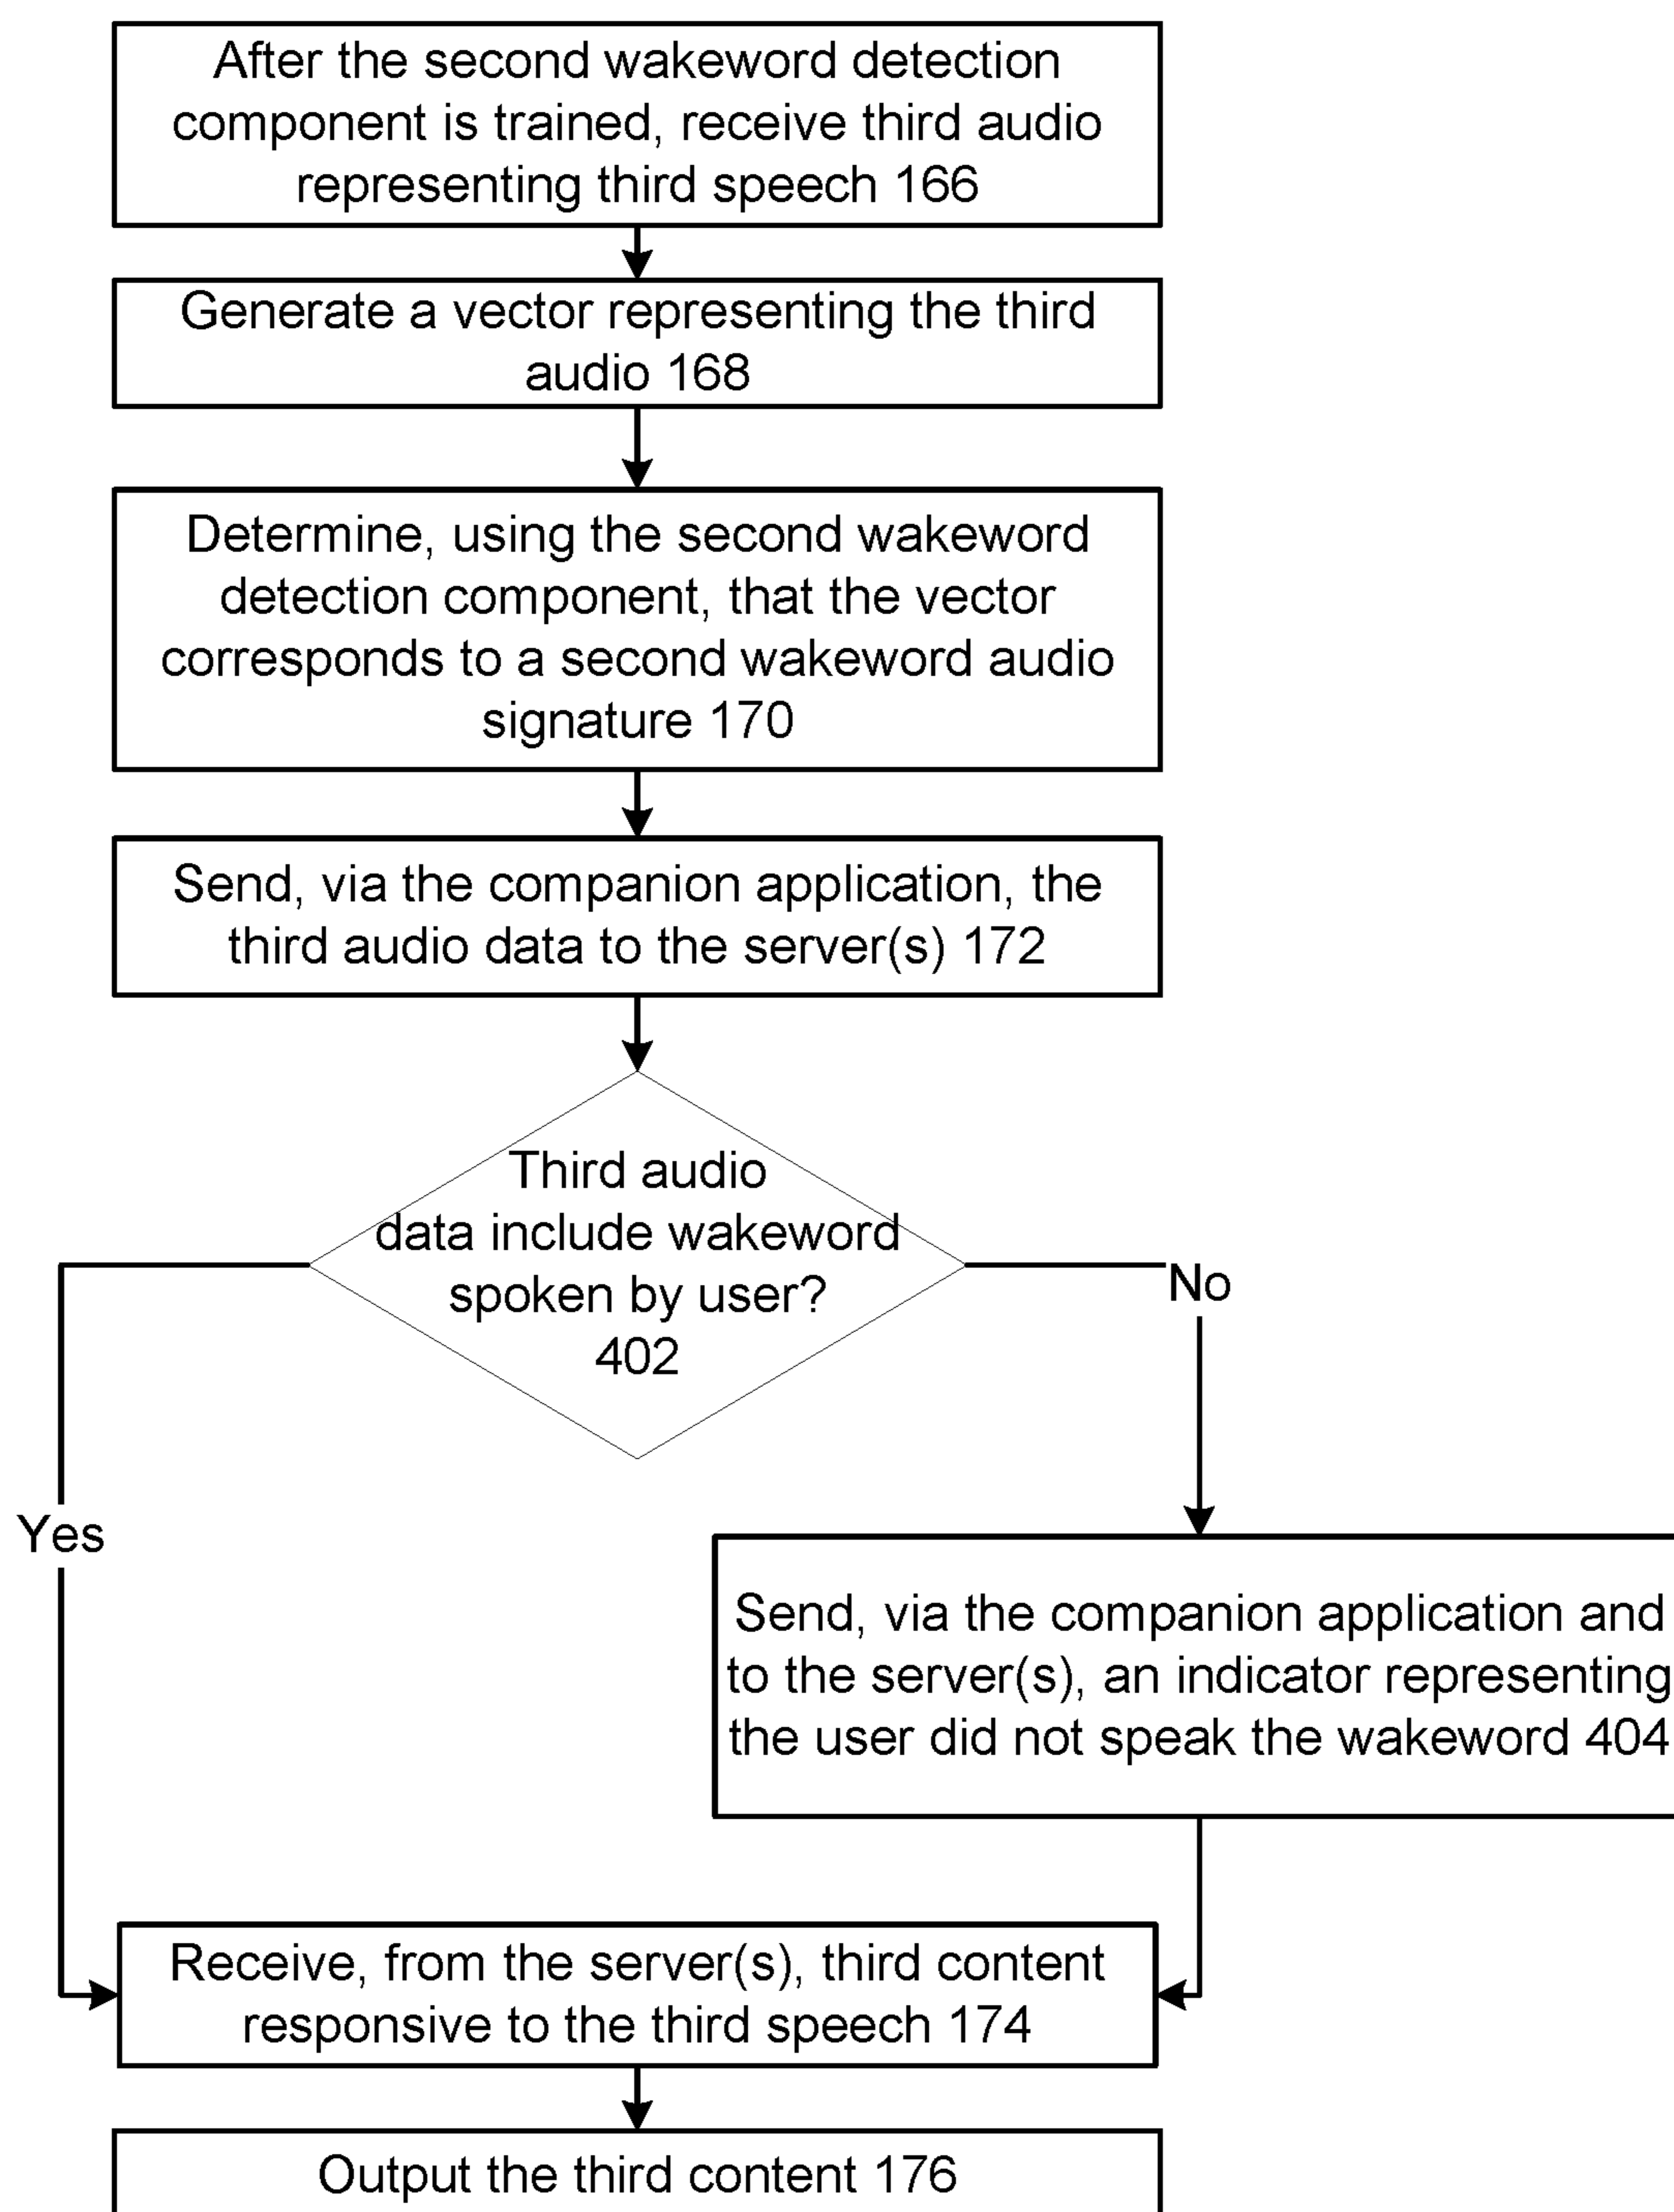 After the second wakeword detection
component is trained, receive third audio
representing third speech 166
Generate a vector representing the third
audio 168
Determine, using the second wakeword
detection component, that the vector
corresponds to a second wakeword audio
signature 170
Send, via the companion application, the
third audio data to the server(s) 172
Third audio
data include wakeword
spoken by user?
402
No
Yes
Send, via the companion application and
to the server(s), an indicator representing
the user did not speak the wakeword 404
Receive, from the server(s), third content
responsive to the third speech 174
Output the third content 176